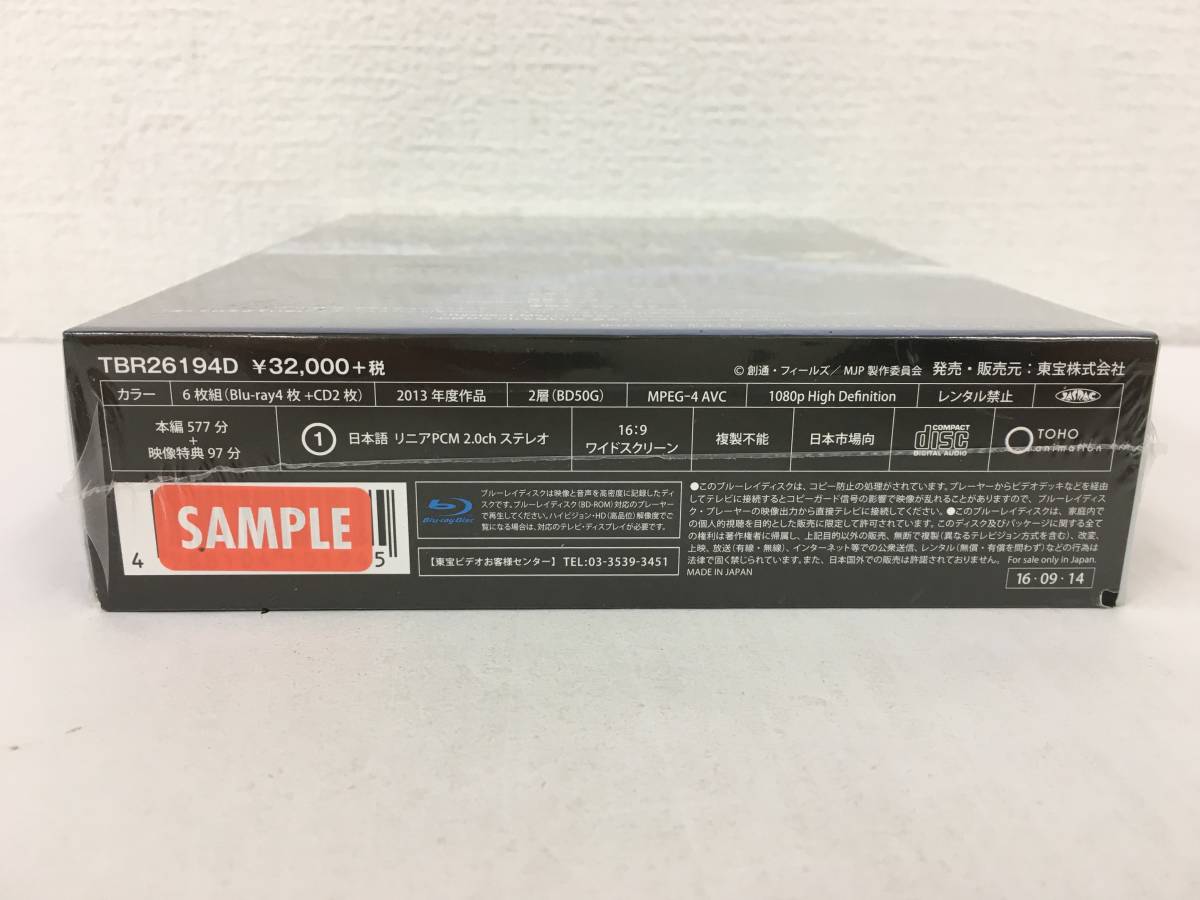 TBR26194D ¥32,000+税
© 創通・フィールズ/MJP 製作委員会 発売・販売元:東宝株式会社
カラー 6枚組(Blu-ray4枚+CD2枚) 2013年度作品 2層(BD50G) MPEG-4 AVC 1080p High Definition レンタル禁止
本編 577 分
+
映像特典 97 分
1 日本語 リニアPCM 2.0ch ステレオ
16:9
ワイドスクリーン
複製不能
日本市場向
COMPACT
disc
DIGITAL AUDIO
TOHO
animation
SAMPLE
4 5
Blu-ray Disc
ブルーレイディスクは映像と音声を高密度に記録したディ
スクです。ブルーレイディスク(BD-ROM)対応のプレーヤー
で再生してください。ハイビジョン・HD(高品位)解像度でご
覧になる場合は、対応のテレビ・ディスプレイが必要です。
【東宝ビデオお客様センター】 TEL:03-3539-3451
●このブルーレイディスクは、コピー防止の処理がされています。プレーヤーからビデオデッキなどを経由
してテレビに接続するとコピーガード信号の影響で映像が乱れることがありますので、ブルーレイディス
ク・プレーヤーの映像出力から直接テレビに接続してください。●このブルーレイディスクは、家庭内で
の個人的視聴を目的とした販売に限定して許可されています。このディスク及びパッケージに関する全て
の権利は著作権者に帰属し、上記目的以外の販売、無断で複製(異なるテレビジョン方式を含む)、改変、
上映、放送(有線・無線)、インターネット等での公衆送信、レンタル(無償・有償を問わず)などの行為は
法律で固く禁じられています。また、日本国外での販売は許諾されておりません。 For sale only in Japan.
MADE IN JAPAN
16・09・14